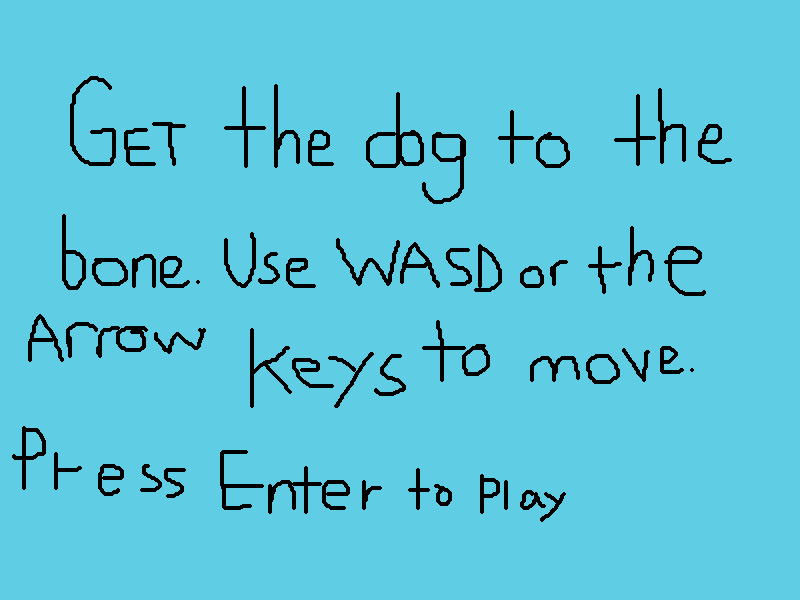 GET the dog to the
bone. Use WASD or the
Arrow keys to move.
Press Enter to Play